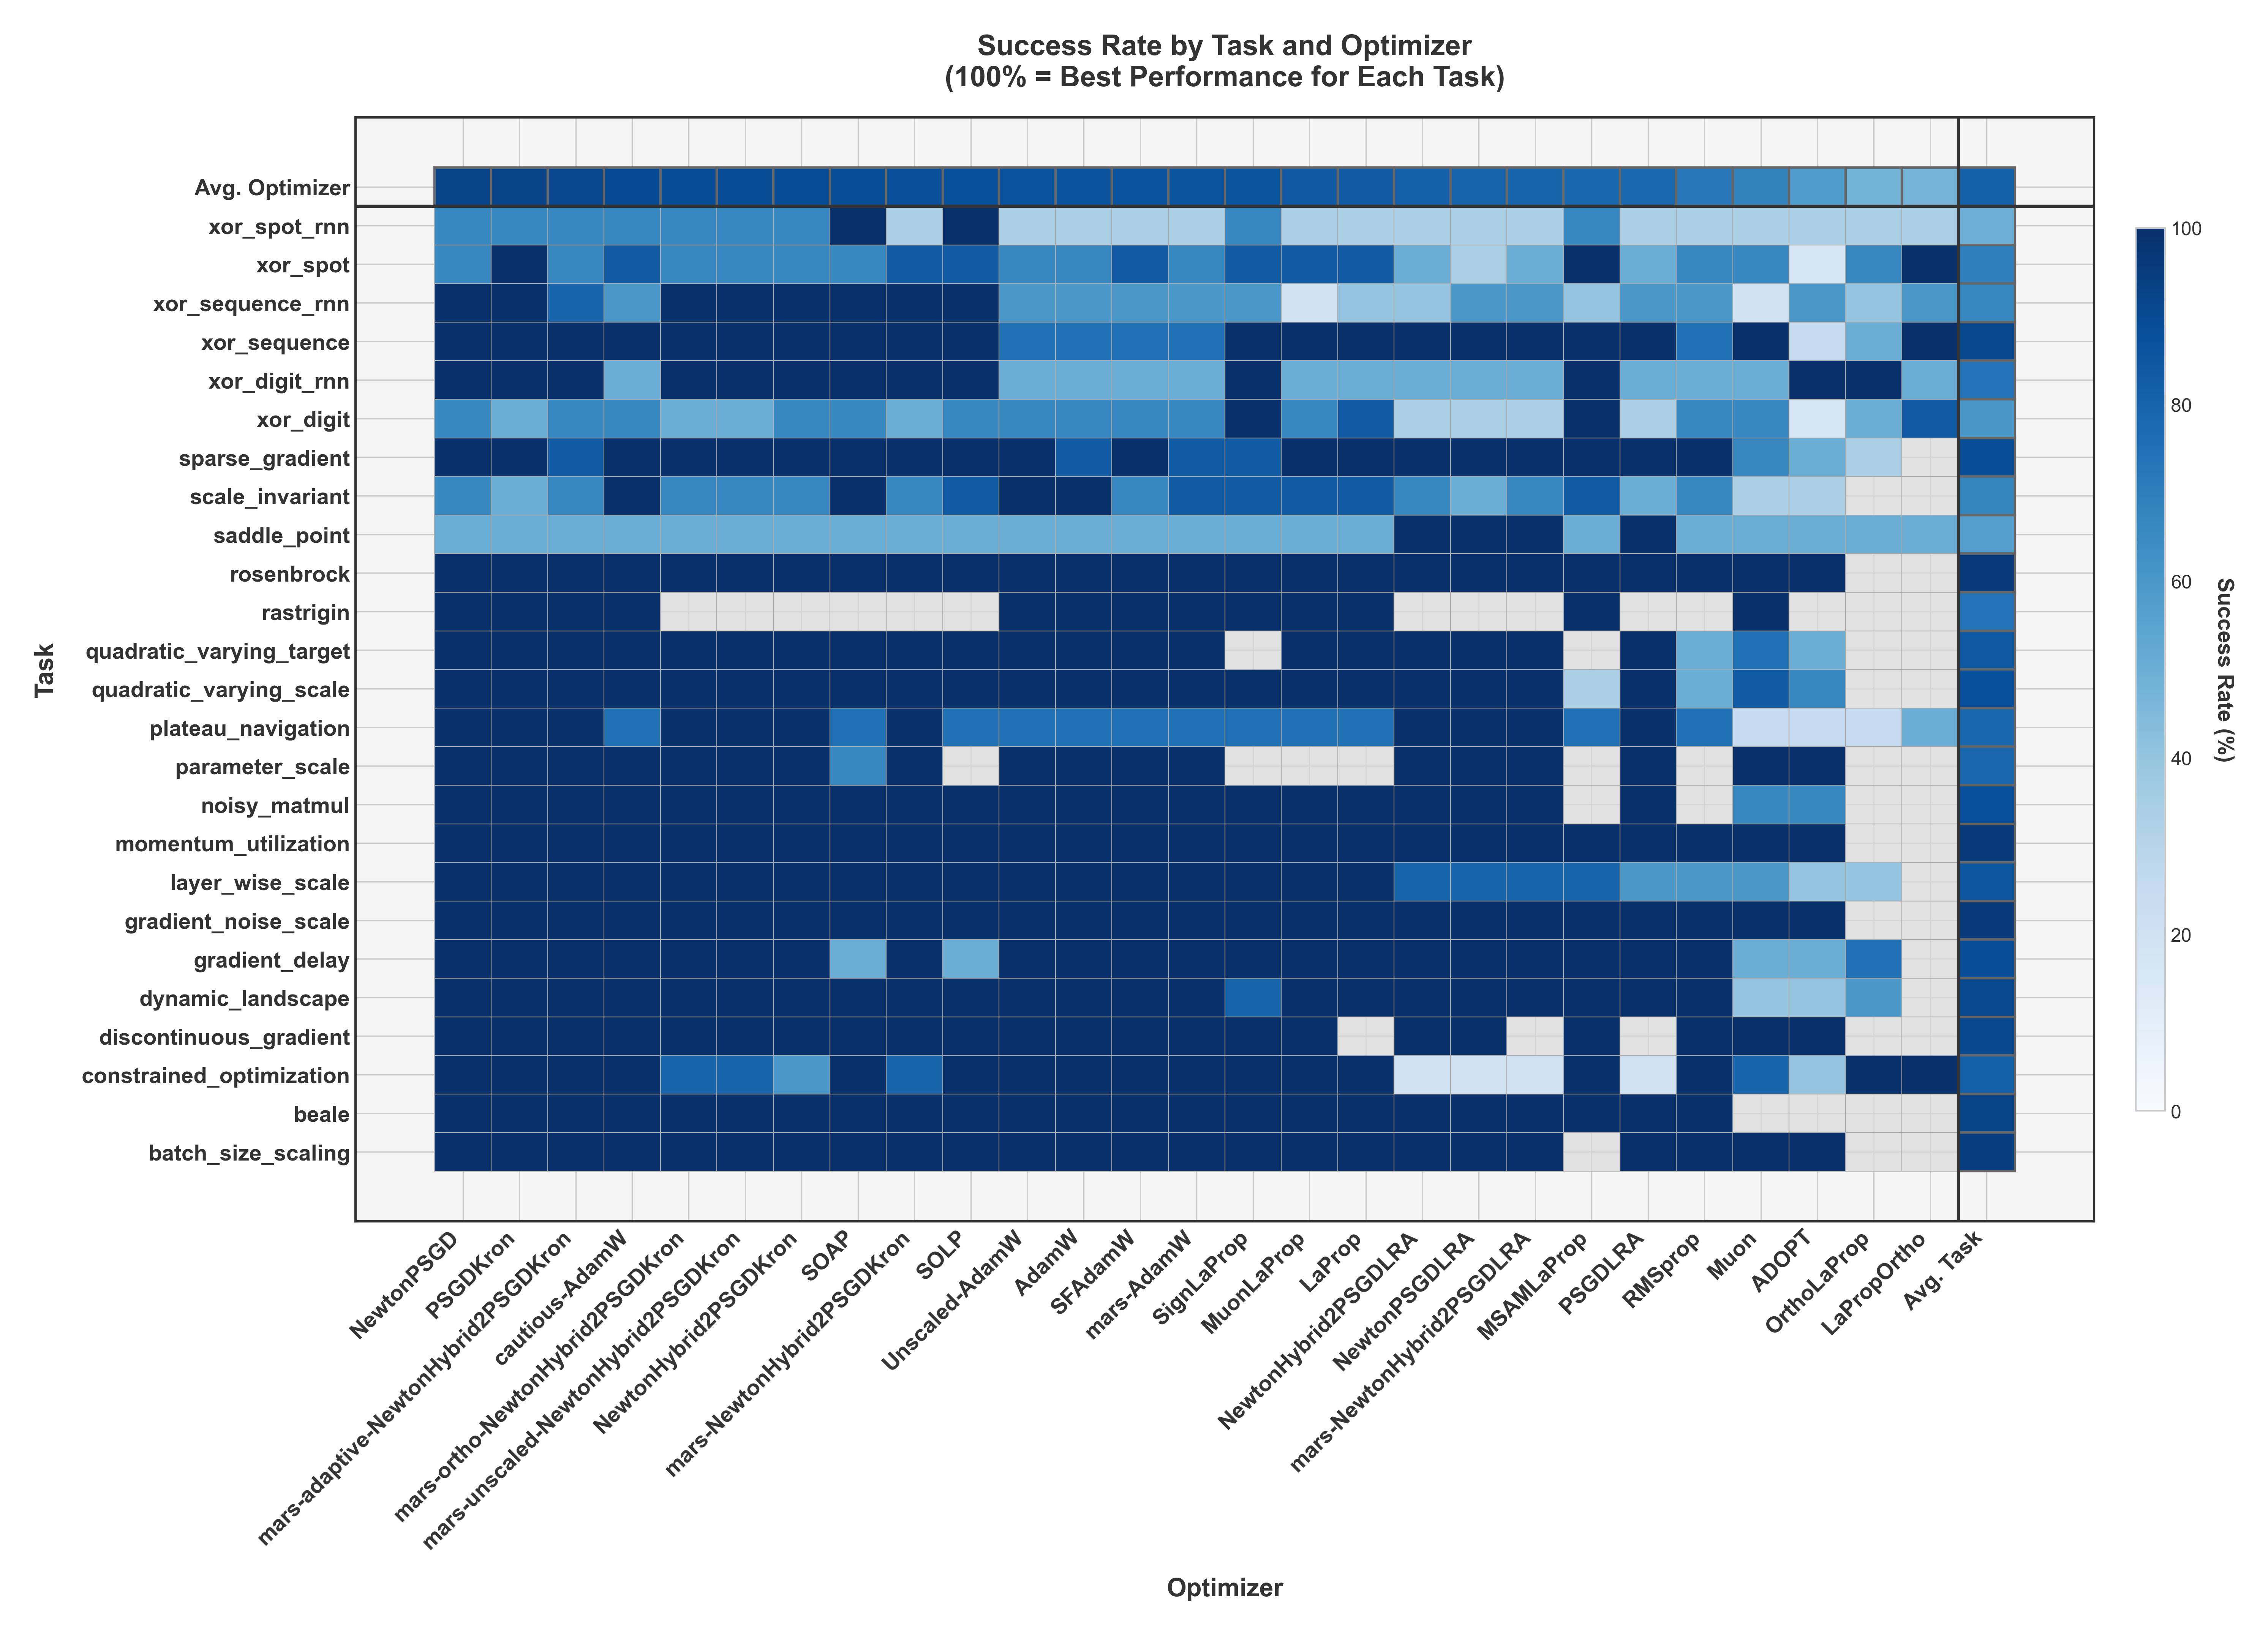 Success Rate by Task and Optimizer
(100% = Best Performance for Each Task)
Task
Avg. Optimizer
xor_spot_rnn
xor_spot
xor_sequence_rnn
xor_sequence
xor_digit_rnn
xor_digit
sparse_gradient
scale_invariant
saddle_point
rosenbrock
rastrigin
quadratic_varying_target
quadratic_varying_scale
plateau_navigation
parameter_scale
noisy_matmul
momentum_utilization
layer_wise_scale
gradient_noise_scale
gradient_delay
dynamic_landscape
discontinuous_gradient
constrained_optimization
beale
batch_size_scaling
NewtonPSGD
PSGDKron
mars-adaptive-NewtonHybrid2PSGDKron
cautious-AdamW
mars-ortho-NewtonHybrid2PSGDKron
mars-unscaled-NewtonHybrid2PSGDKron
NewtonHybrid2PSGDKron
SOAP
mars-NewtonHybrid2PSGDKron
SOLP
Unscaled-AdamW
AdamW
SFAdamW
mars-AdamW
SignLaProp
MuonLaProp
LaProp
NewtonHybrid2PSGDLRA
NewtonPSGDLRA
mars-NewtonHybrid2PSGDLRA
MSAMLaProp
PSGDLRA
RMSprop
Muon
ADOPT
OrthoLaProp
LaPropOrtho
Avg. Task
Optimizer
100
80
60
40
20
0
Success Rate (%)